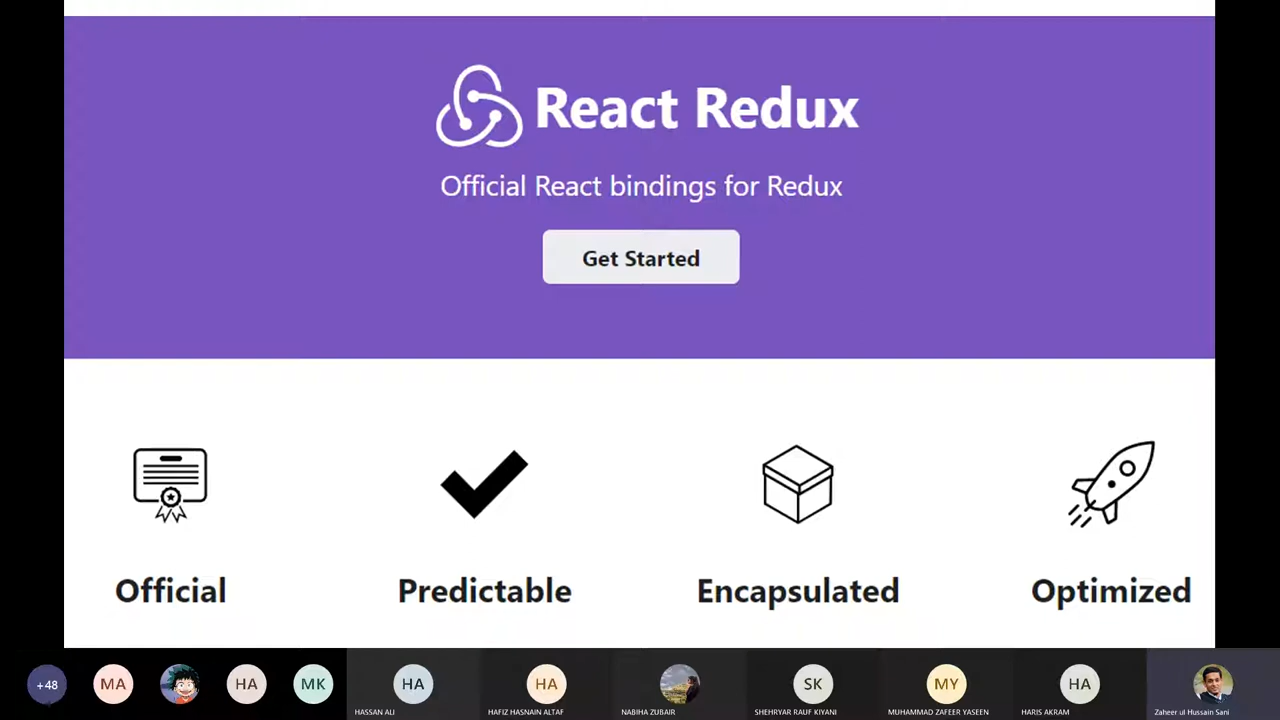 React Redux
Official React bindings for Redux
Get Started
Official
Predictable
Encapsulated
Optimized
+48
MA
HA
MK
HA
HA
SK
MY
HA
HASSAN ALI
HAFIZ HASNAIN ALTAF
NABIHA ZUBAIR
SHEHRYAR RAUF KIYANI
MUHAMMAD ZAFEER YASEEN
HARIS AKRAM
Zaheer ul Hussain Sani